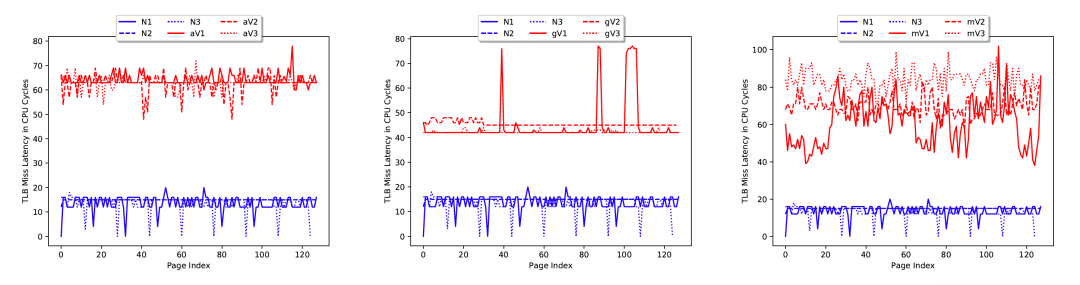 N1 N3 aV2
N2 aV1 aV3
TLB Miss Latency in CPU Cycles
80
70
60
50
40
30
20
10
0
0 20 40 60 80 100 120
Page Index
N1 N3 gV2
N2 gV1 gV3
TLB Miss Latency in CPU Cycles
80
70
60
50
40
30
20
10
0
0 20 40 60 80 100 120
Page Index
N1 N3 mV2
N2 mV1 mV3
TLB Miss Latency in CPU Cycles
100
80
60
40
20
0
0 20 40 60 80 100 120
Page Index